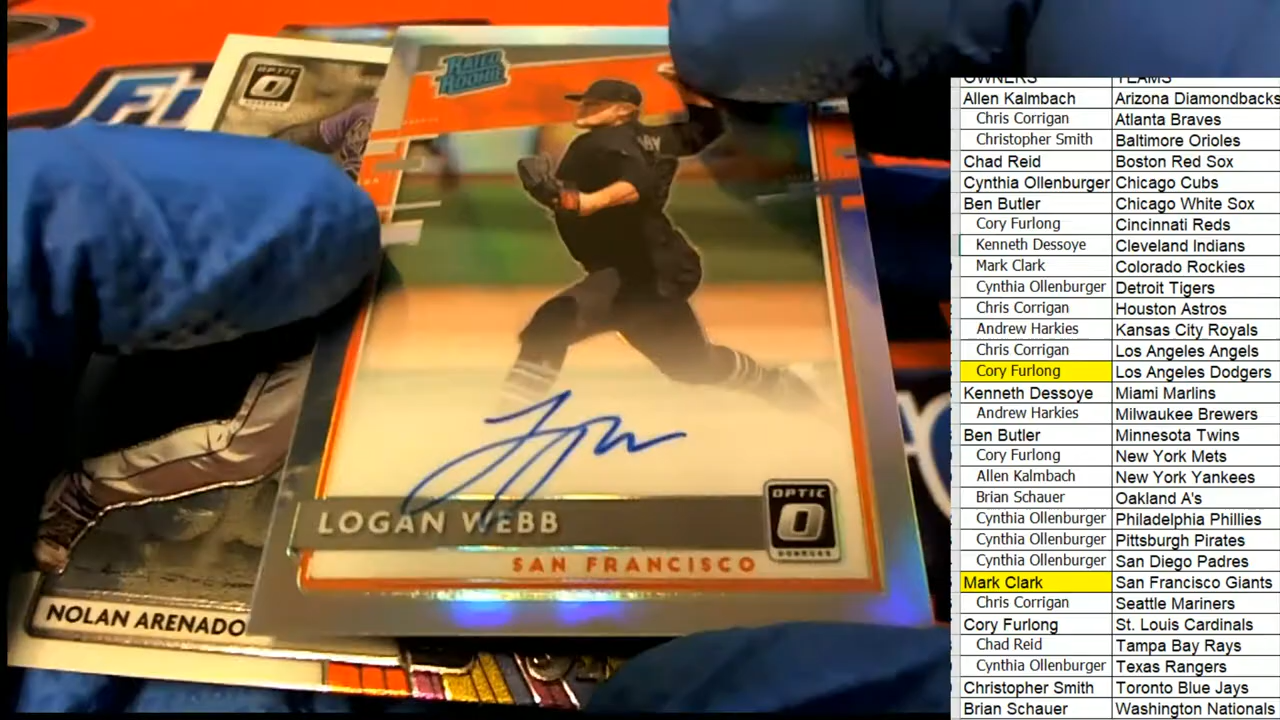 OPTIC
O
DONRUSS
RATED
ROOKIE
LOGAN WEBB
SAN FRANCISCO
OPTIC
O
DONRUSS
NOLAN ARENADO
OWNERS TEAMS
Allen Kalmbach Arizona Diamondbacks
Chris Corrigan Atlanta Braves
Christopher Smith Baltimore Orioles
Chad Reid Boston Red Sox
Cynthia Ollenburger Chicago Cubs
Ben Butler Chicago White Sox
Cory Furlong Cincinnati Reds
Kenneth Dessoye Cleveland Indians
Mark Clark Colorado Rockies
Cynthia Ollenburger Detroit Tigers
Chris Corrigan Houston Astros
Andrew Harkies Kansas City Royals
Chris Corrigan Los Angeles Angels
Cory Furlong Los Angeles Dodgers
Kenneth Dessoye Miami Marlins
Andrew Harkies Milwaukee Brewers
Ben Butler Minnesota Twins
Cory Furlong New York Mets
Allen Kalmbach New York Yankees
Brian Schauer Oakland A's
Cynthia Ollenburger Philadelphia Phillies
Cynthia Ollenburger Pittsburgh Pirates
Cynthia Ollenburger San Diego Padres
Mark Clark San Francisco Giants
Chris Corrigan Seattle Mariners
Cory Furlong St. Louis Cardinals
Chad Reid Tampa Bay Rays
Cynthia Ollenburger Texas Rangers
Christopher Smith Toronto Blue Jays
Brian Schauer Washington Nationals